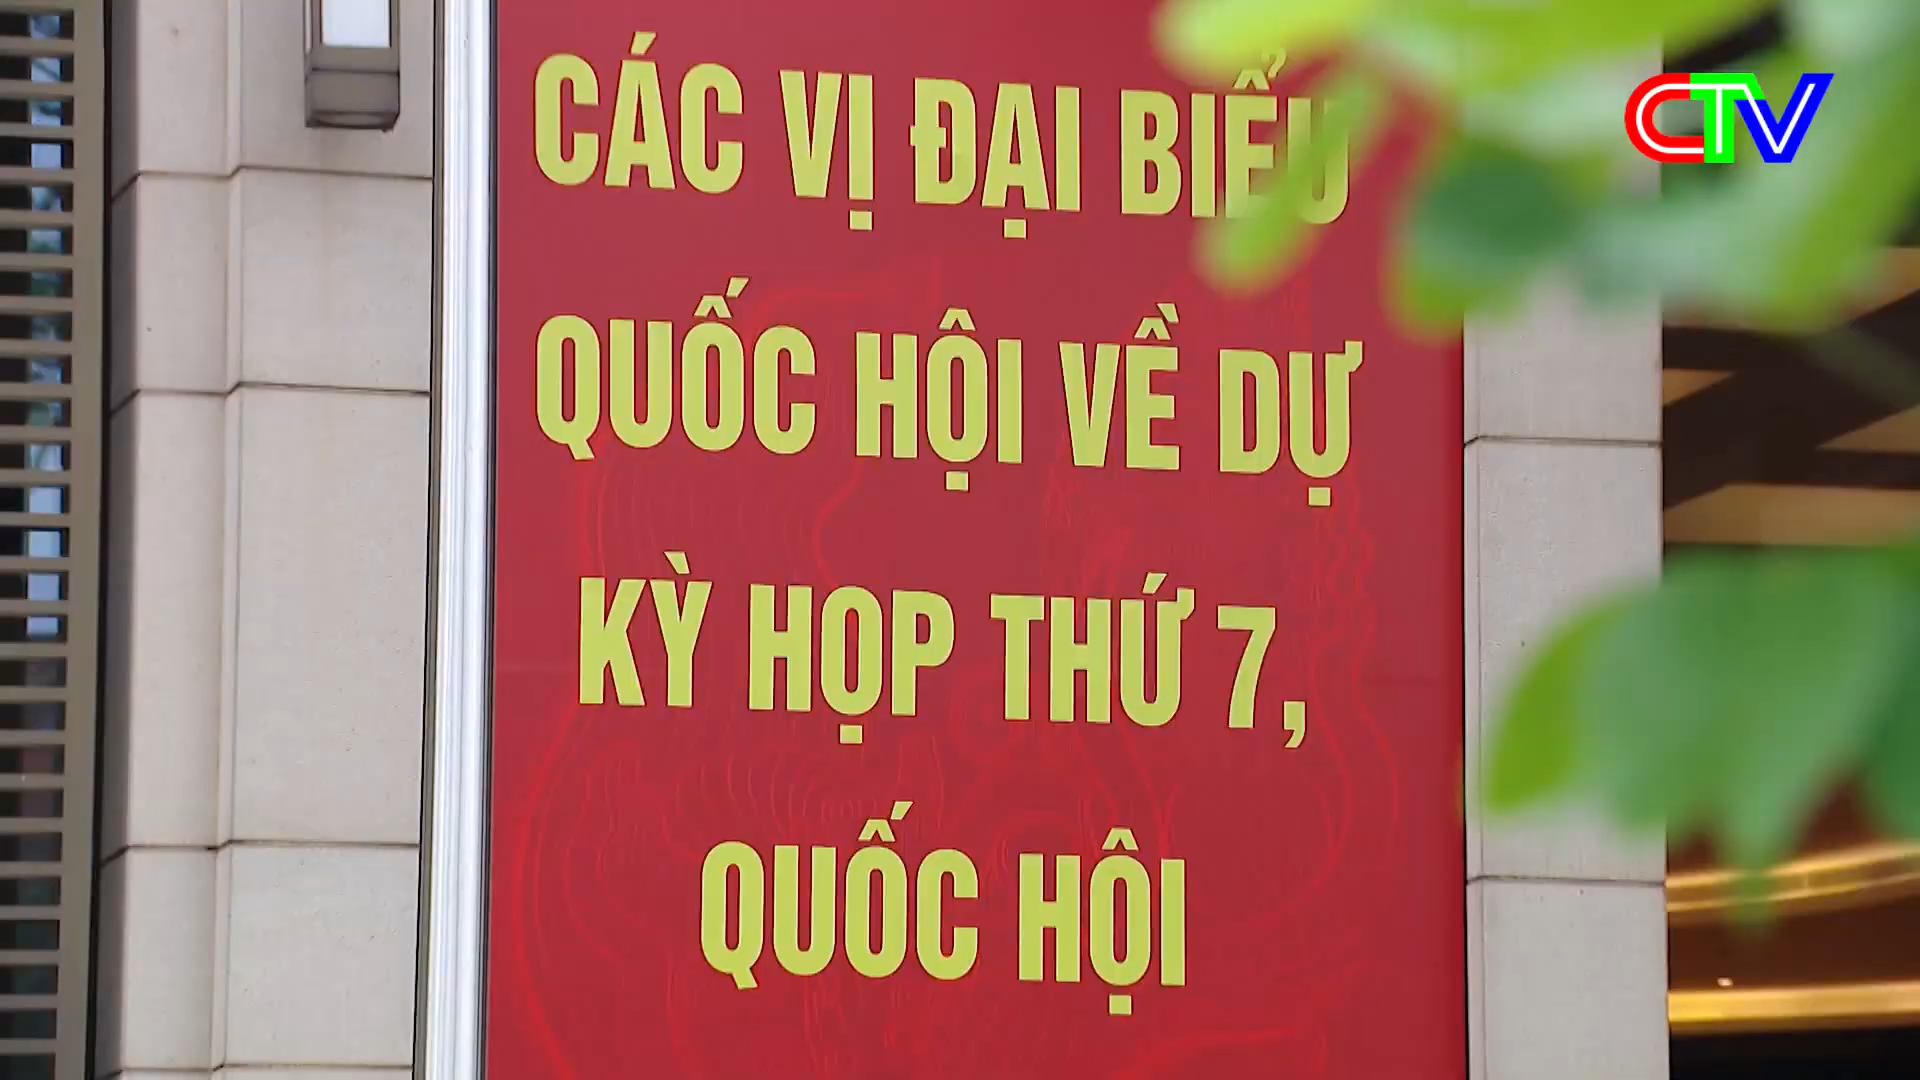 CTV
CÁC VỊ ĐẠI BIỂU
QUỐC HỘI VỀ DỰ
KỲ HỌP THỨ 7,
QUỐC HỘI